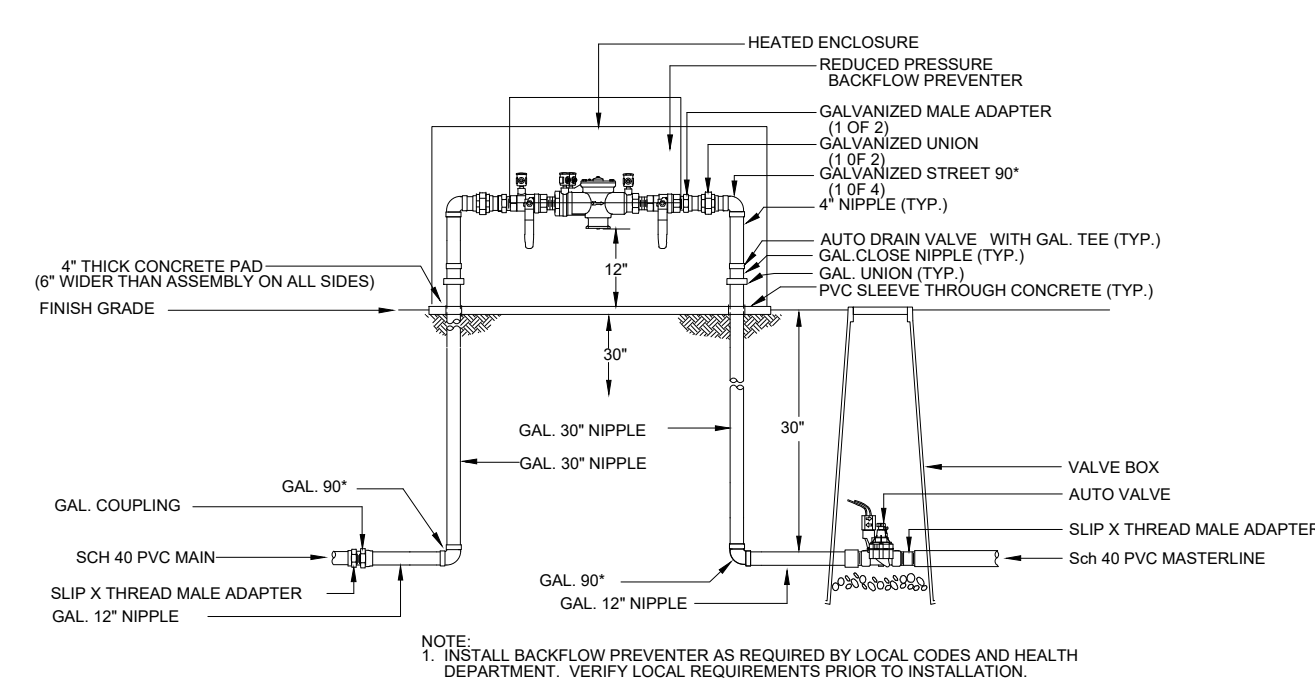 HEATED ENCLOSURE
REDUCED PRESSURE
BACKFLOW PREVENTER
GALVANIZED MALE ADAPTER
(1 OF 2)
GALVANIZED UNION
(1 0F 2)
GALVANIZED STREET 90*
(1 0F 4)
4" NIPPLE (TYP.)
AUTO DRAIN VALVE WITH GAL. TEE (TYP.)
GAL.CLOSE NIPPLE (TYP.)
GAL. UNION (TYP.)
PVC SLEEVE THROUGH CONCRETE (TYP.)
4" THICK CONCRETE PAD
(6" WIDER THAN ASSEMBLY ON ALL SIDES)
FINISH GRADE
12"
30"
30"
GAL. 30" NIPPLE
GAL. 30" NIPPLE
GAL. 90*
GAL. COUPLING
SCH 40 PVC MAIN
SLIP X THREAD MALE ADAPTER
GAL. 12" NIPPLE
GAL. 90*
GAL. 12" NIPPLE
VALVE BOX
AUTO VALVE
SLIP X THREAD MALE ADAPTER
Sch 40 PVC MASTERLINE
NOTE:
1. INSTALL BACKFLOW PREVENTER AS REQUIRED BY LOCAL CODES AND HEALTH
DEPARTMENT. VERIFY LOCAL REQUIREMENTS PRIOR TO INSTALLATION.